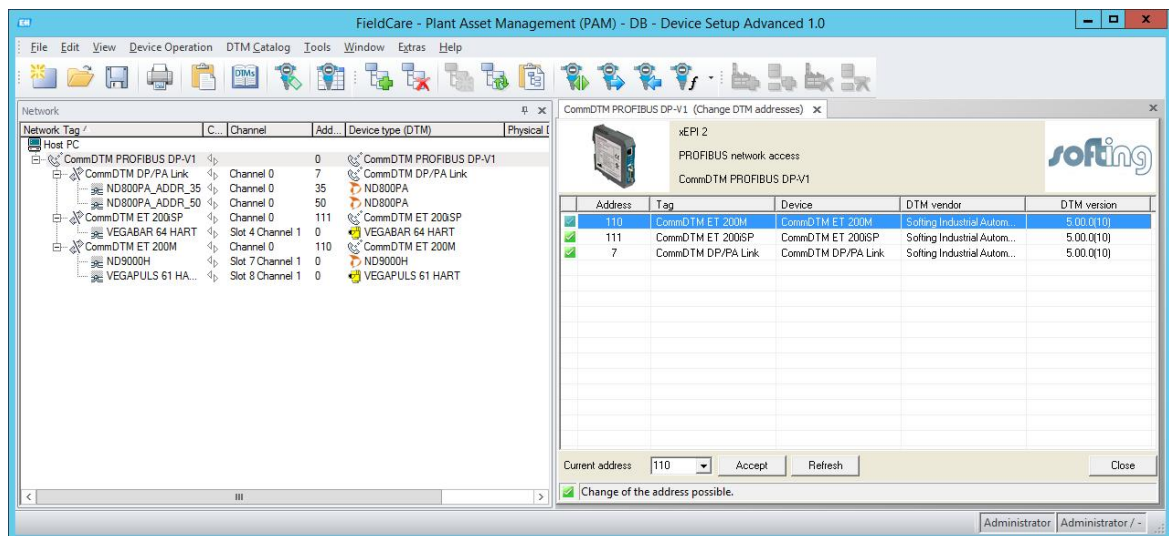 FieldCare - Plant Asset Management (PAM) - DB - Device Setup Advanced 1.0
File Edit View Device Operation DTM Catalog Tools Window Extras Help
DTMs
Network
Network Tag C... Channel Add... Device type (DTM) Physical D
Host PC
CommDTM PROFIBUS DP-V1 0 CommDTM PROFIBUS DP-V1
CommDTM DP/PA Link Channel 0 7 CommDTM DP/PA Link
ND800PA_ADDR_35 Channel 0 35 ND800PA
ND800PA_ADDR_50 Channel 0 50 ND800PA
CommDTM ET 200iSP Channel 0 111 CommDTM ET 200iSP
VEGABAR 64 HART Slot 4 Channel 1 0 VEGABAR 64 HART
CommDTM ET 200M Channel 0 110 CommDTM ET 200M
ND9000H Slot 7 Channel 1 0 ND9000H
VEGAPULS 61 HA... Slot 8 Channel 1 0 VEGAPULS 61 HART
CommDTM PROFIBUS DP-V1 (Change DTM addresses)
xEPI 2
PROFIBUS network access
CommDTM PROFIBUS DP-V1
softing
Address Tag Device DTM vendor DTM version
110 CommDTM ET 200M CommDTM ET 200M Softing Industrial Autom... 5.00.0(10)
111 CommDTM ET 200iSP CommDTM ET 200iSP Softing Industrial Autom... 5.00.0(10)
7 CommDTM DP/PA Link CommDTM DP/PA Link Softing Industrial Autom... 5.00.0(10)
Current address 110 Accept Refresh Close
Change of the address possible.
Administrator Administrator / -